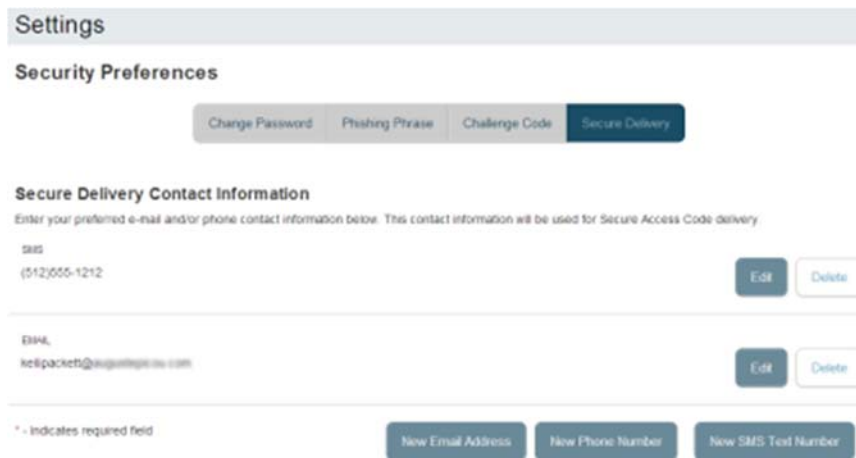 Settings
Security Preferences
Change Password Phishing Phrase Challenge Code Secure Delivery
Secure Delivery Contact Information
Enter your preferred e-mail and/or phone contact information below. This contact information will be used for Secure Access Code delivery.
SMS
(512)555-1212
Edit Delete
EMAIL
kellipackett@
Edit Delete
* - Indicates required field
New Email Address New Phone Number New SMS Text Number